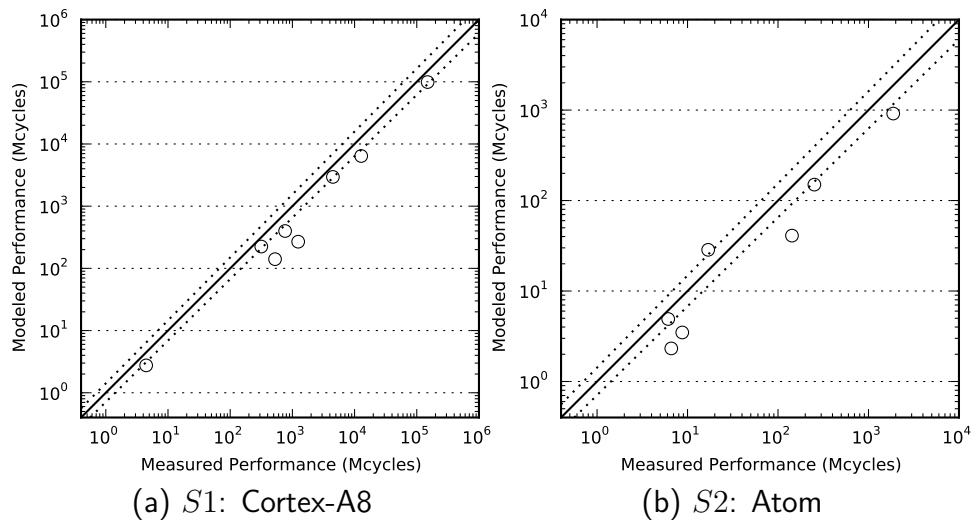 10^6
10^5
10^4
10^3
10^2
10^1
10^0
Modeled Performance (Mcycles)
10^0 10^1 10^2 10^3 10^4 10^5 10^6
Measured Performance (Mcycles)
(a) S1: Cortex-A8
10^4
10^3
10^2
10^1
10^0
Modeled Performance (Mcycles)
10^0 10^1 10^2 10^3 10^4
Measured Performance (Mcycles)
(b) S2: Atom